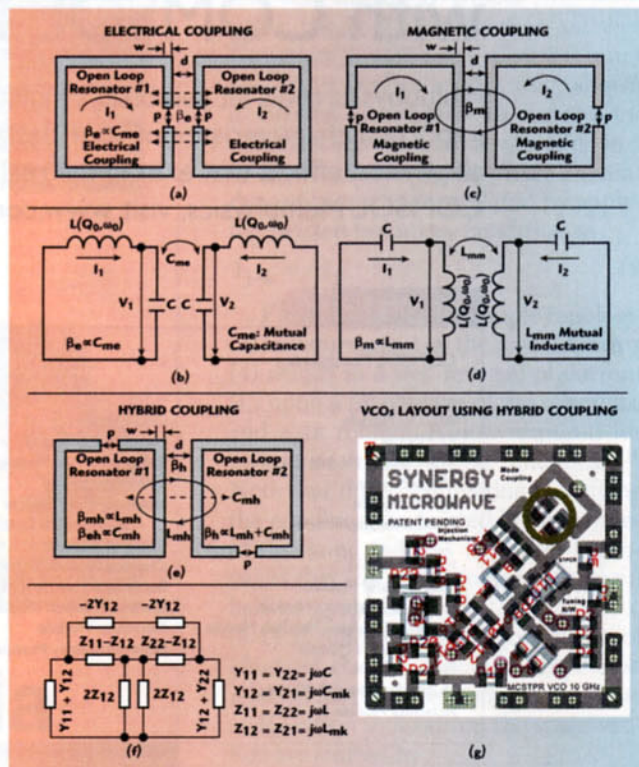 ELECTRICAL COUPLING
w
d
Open Loop Resonator #1
Open Loop Resonator #2
I1
I2
P
βe
P
βe∝Cme
Electrical Coupling
Electrical Coupling
(a)
MAGNETIC COUPLING
w
d
I1
I2
βm
P
P
Open Loop Resonator #1 Magnetic Coupling
Open Loop Resonator #2 Magnetic Coupling
(c)
L(Q0,ω0)
L(Q0,ω0)
I1
Cme
I2
V1
C
C
V2
βe∝Cme
Cme: Mutual Capacitance
(b)
C
C
I1
Lmm
I2
V1
L(Q0,ω0)
L(Q0,ω0)
V2
βm∝Lmm
Lmm Mutual Inductance
(d)
HYBRID COUPLING
P
w
d
Open Loop Resonator #1
βh
Open Loop Resonator #2
Cmh
βmh∝Lmh
βeh∝Cmh
Lmh
βh∝Lmh+Cmh
P
(e)
-2Y12
-2Y12
Z11-Z12
Z22-Z12
Y11 + Y12
2Z12
2Z12
Y12 + Y22
Y11 = Y22 = jωC
Y12 = Y21 = jωCmk
Z11 = Z22 = jωL
Z12 = Z21 = jωLmk
(f)
VCOs LAYOUT USING HYBRID COUPLING
SYNERGY
MICROWAVE
PATENT PENDING
Mode Coupling
Injection Mechanism
Tuning
MCSTPR VCO 10 GHz
(g)